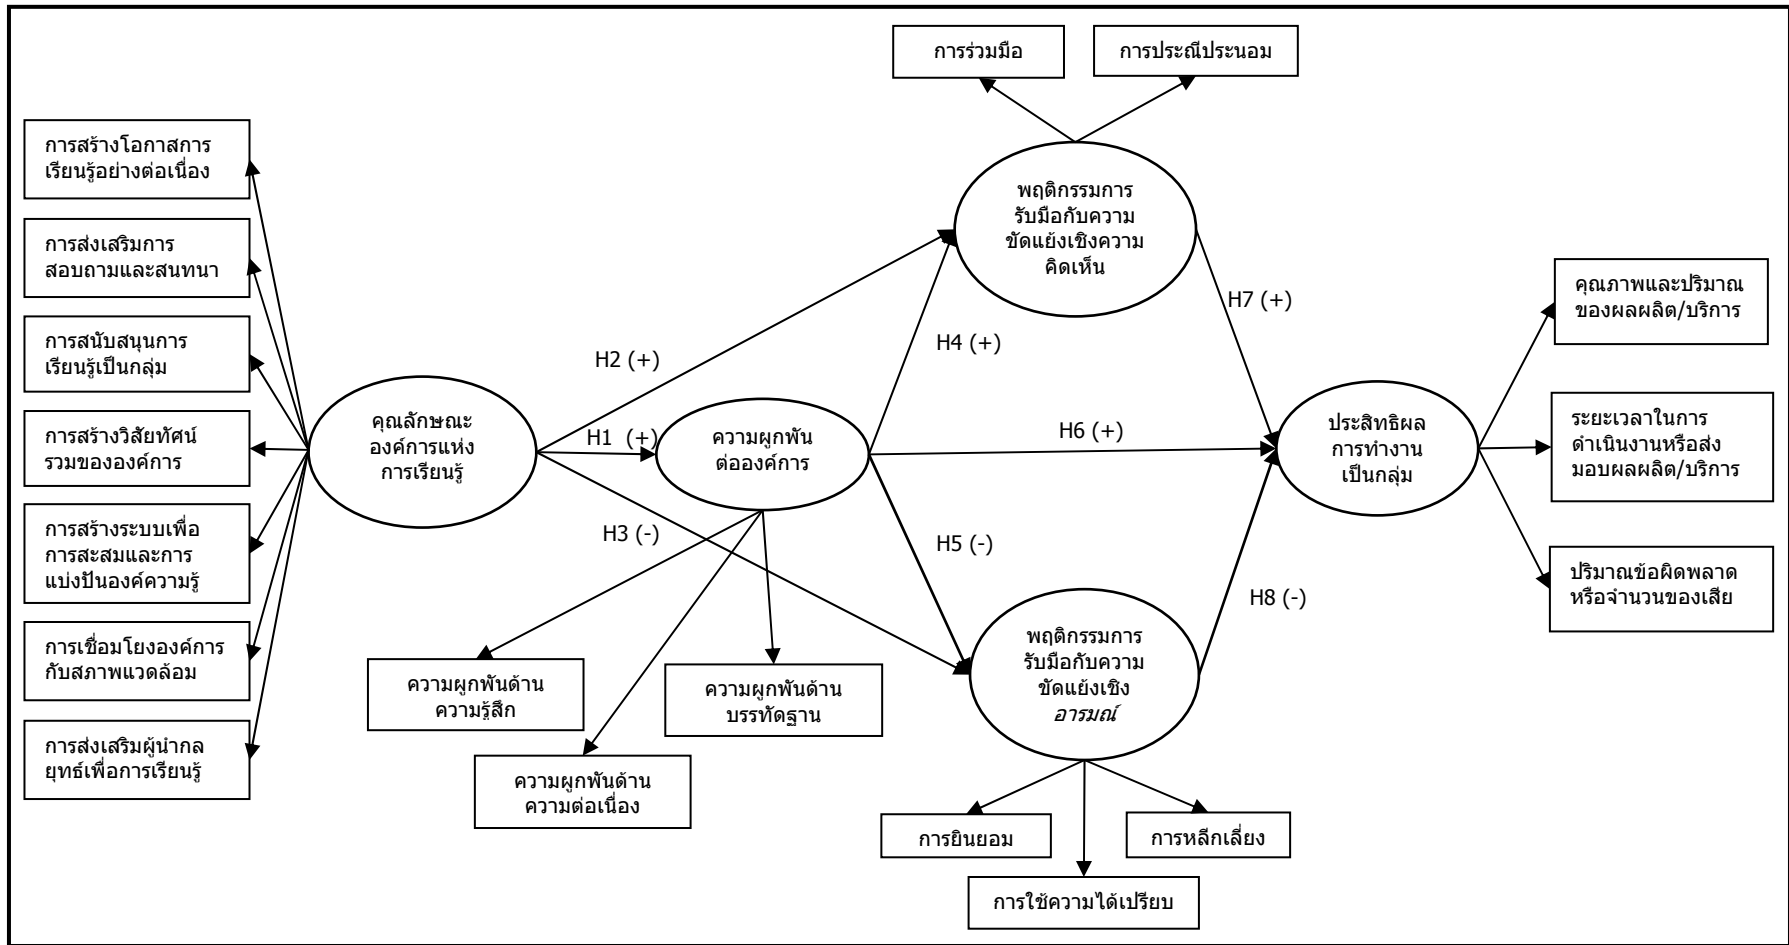 การร่วมมือ
การประณีประนอม
การสร้างโอกาสการ
เรียนรู้อย่างต่อเนื่อง
การส่งเสริมการ
สอบถามและสนทนา
การสนับสนุนการ
เรียนรู้เป็นกลุ่ม
การสร้างวิสัยทัศน์
รวมขององค์การ
การสร้างระบบเพื่อ
การสะสมและการ
แบ่งปันองค์ความรู้
การเชื่อมโยงองค์การ
กับสภาพแวดล้อม
การส่งเสริมผู้นำกล
ยุทธ์เพื่อการเรียนรู้
คุณลักษณะ
องค์การแห่ง
การเรียนรู้
H2 (+)
H1 (+)
H3 (-)
ความผูกพัน
ต่อองค์การ
ความผูกพันด้าน
ความรู้สึก
ความผูกพันด้าน
ความต่อเนื่อง
ความผูกพันด้าน
บรรทัดฐาน
พฤติกรรมการ
รับมือกับความ
ขัดแย้งเชิงความ
คิดเห็น
H4 (+)
H6 (+)
H5 (-)
พฤติกรรมการ
รับมือกับความ
ขัดแย้งเชิง
อารมณ์
การยินยอม
การใช้ความได้เปรียบ
การหลีกเลี่ยง
H7 (+)
H8 (-)
ประสิทธิผล
การทำงาน
เป็นกลุ่ม
คุณภาพและปริมาณ
ของผลผลิต/บริการ
ระยะเวลาในการ
ดำเนินงานหรือส่ง
มอบผลผลิต/บริการ
ปริมาณข้อผิดพลาด
หรือจำนวนของเสีย